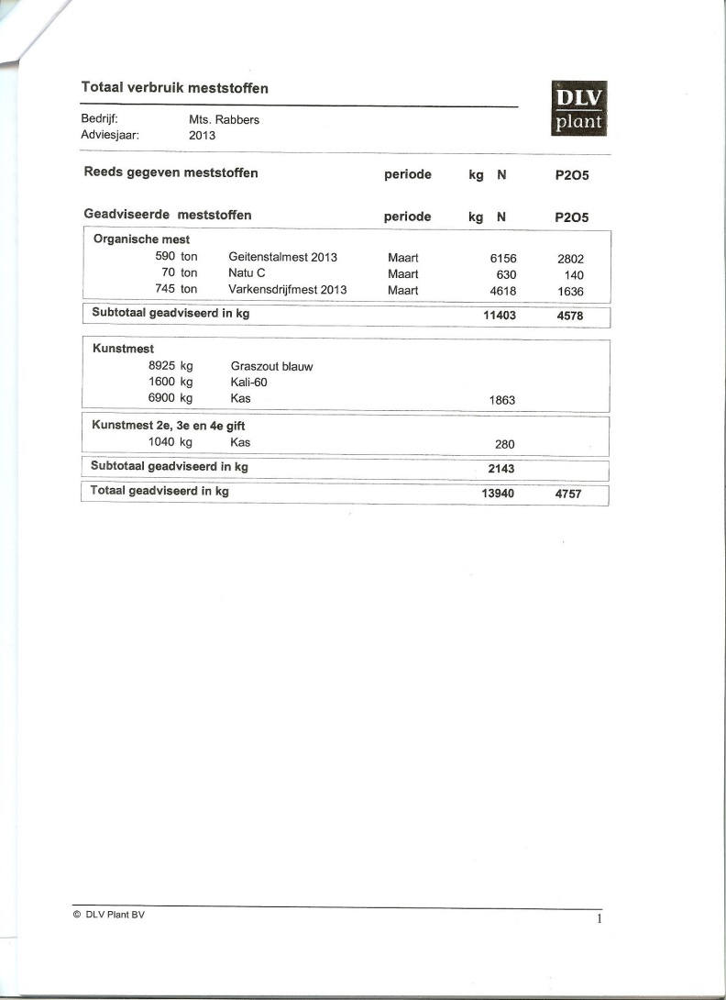 Totaal verbruik meststoffen
DLV
plant
Bedrijf: Mts. Rabbers
Adviesjaar: 2013
Reeds gegeven meststoffen periode kg N P2O5
Geadviseerde meststoffen periode kg N P2O5
Organische mest
590 ton Geitenstalmest 2013 Maart 6156 2802
70 ton Natu C Maart 630 140
745 ton Varkensdrijfmest 2013 Maart 4618 1636
Subtotaal geadviseerd in kg 11403 4578
Kunstmest
8925 kg Graszout blauw
1600 kg Kali-60
6900 kg Kas 1863
Kunstmest 2e, 3e en 4e gift
1040 kg Kas 280
Subtotaal geadviseerd in kg 2143
Totaal geadviseerd in kg 13940 4757
© DLV Plant BV 1